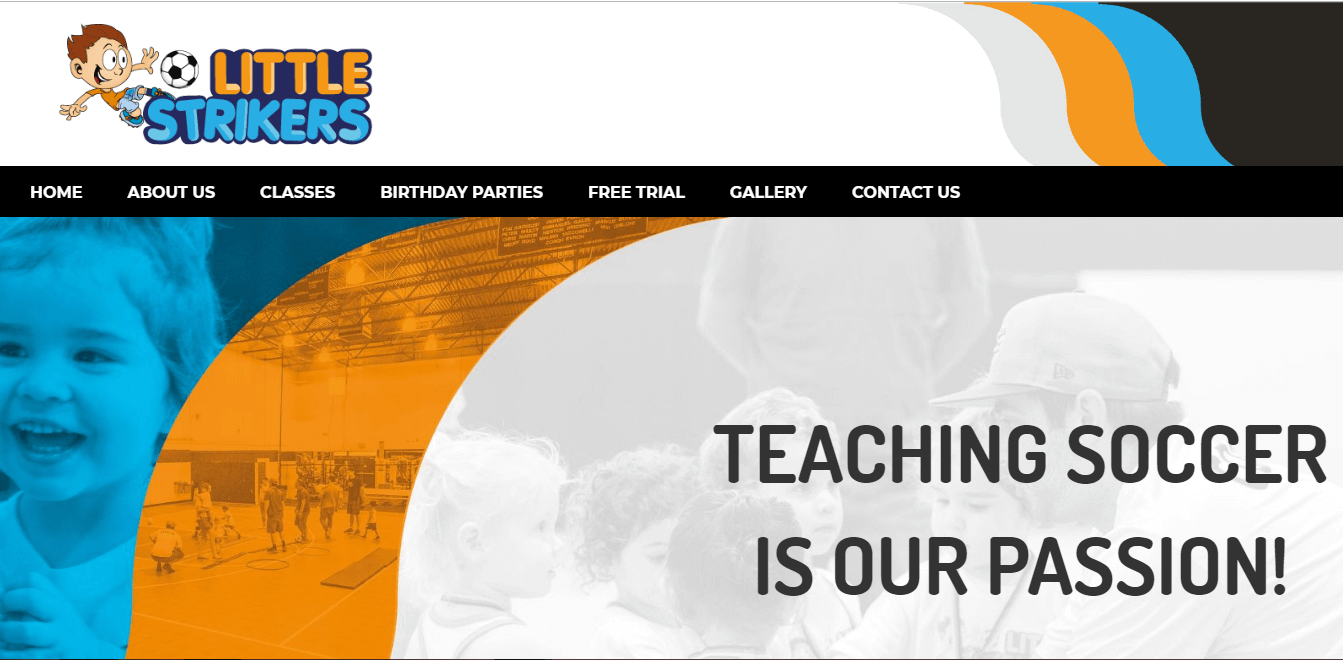 LITTLE
STRIKERS
HOME ABOUT US CLASSES BIRTHDAY PARTIES FREE TRIAL GALLERY CONTACT US
TEACHING SOCCER
IS OUR PASSION!